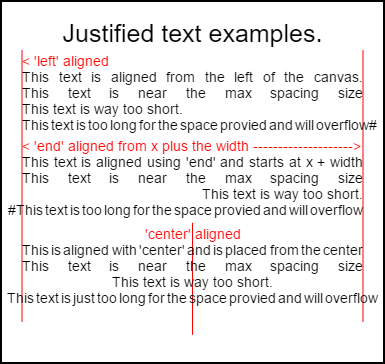 Justified text examples.
< 'left' aligned
This text is aligned from the left of the canvas.
This text is near the max spacing size
This text is way too short.
This text is too long for the space provied and will overflow#
< 'end' aligned from x plus the width -------------------->
This text is aligned using 'end' and starts at x + width
This text is near the max spacing size
This text is way too short.
#This text is too long for the space provied and will overflow
'center' aligned
This is aligned with 'center' and is placed from the center
This text is near the max spacing size
This text is way too short.
This text is just too long for the space provied and will overflow